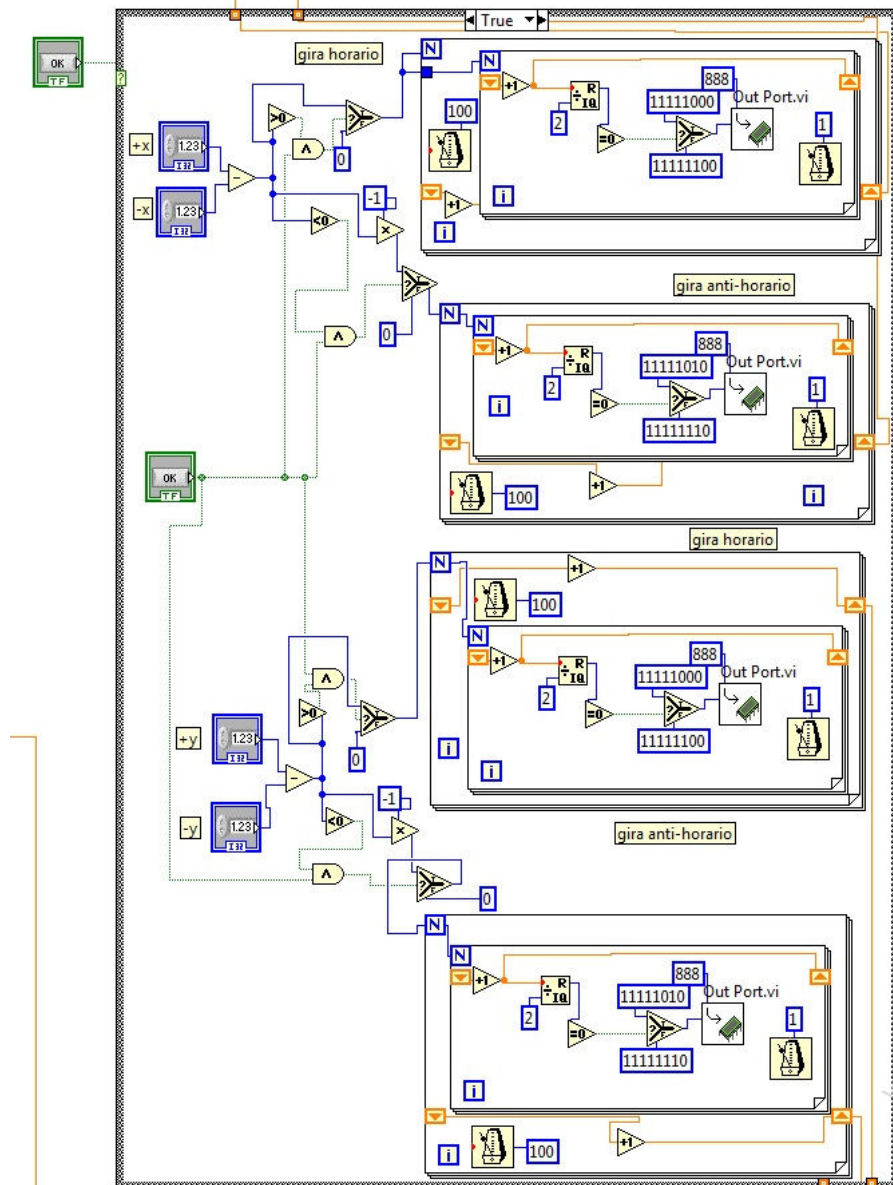 True
OK
TF
?
gira horario
N
N
+1
R
IQ
2
=0
888
11111000
11111100
Out Port.vi
1
100
+1
i
i
+x
1.23
I32
-x
1.23
I32
-
>0
∧
?
T
F
0
<0
-1
x
∧
?
T
F
0
gira anti-horario
N
N
+1
R
IQ
2
=0
888
11111010
11111110
Out Port.vi
1
i
+1
100
i
OK
TF
gira horario
N
+1
100
N
+1
R
IQ
2
=0
888
11111000
11111100
Out Port.vi
1
i
i
∧
>0
?
T
F
0
+y
1.23
I32
-y
1.23
I32
-
<0
-1
x
∧
?
T
F
0
gira anti-horario
N
N
+1
R
IQ
2
=0
888
11111010
11111110
Out Port.vi
1
i
+1
i
100